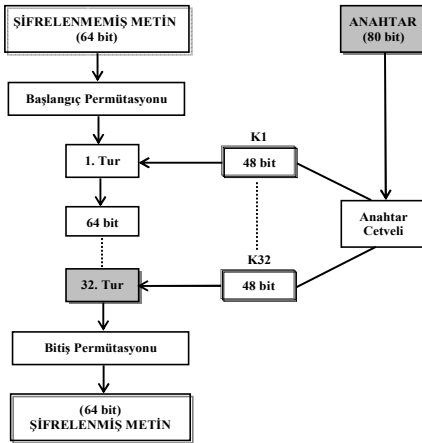 ŞİFRELENMEMİŞ METİN
(64 bit)
ANAHTAR
(80 bit)
Başlangıç Permütasyonu
K1
1. Tur
48 bit
64 bit
Anahtar
Cetveli
K32
32. Tur
48 bit
Bitiş Permütasyonu
(64 bit)
ŞİFRELENMİŞ METİN